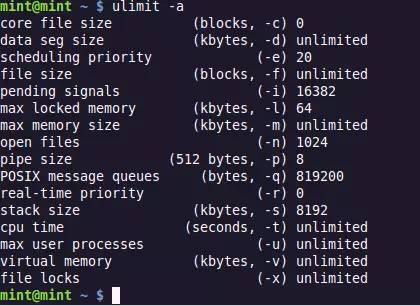 mint@mint ~ $ ulimit -a
core file size (blocks, -c) 0
data seg size (kbytes, -d) unlimited
scheduling priority (-e) 20
file size (blocks, -f) unlimited
pending signals (-i) 16382
max locked memory (kbytes, -l) 64
max memory size (kbytes, -m) unlimited
open files (-n) 1024
pipe size (512 bytes, -p) 8
POSIX message queues (bytes, -q) 819200
real-time priority (-r) 0
stack size (kbytes, -s) 8192
cpu time (seconds, -t) unlimited
max user processes (-u) unlimited
virtual memory (kbytes, -v) unlimited
file locks (-x) unlimited
mint@mint ~ $